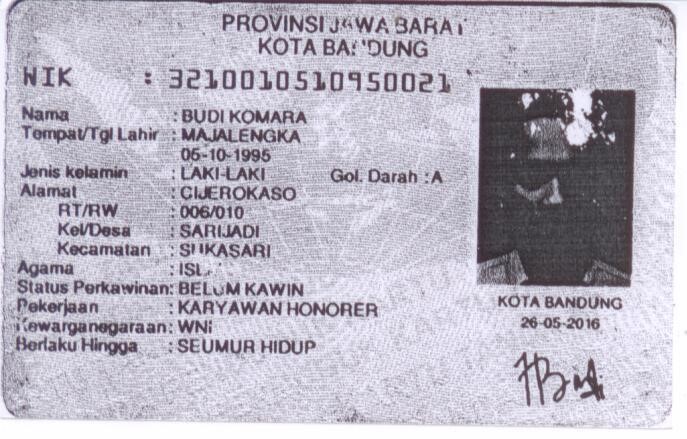 PROVINSI JAWA BARAT
KOTA BANDUNG
NIK : 3210010510950021
Nama : BUDI KOMARA
Tempat/Tgl Lahir : MAJALENGKA
05-10-1995
Jenis kelamin : LAKI-LAKI Gol. Darah : A
Alamat : CIJEROKASO
RT/RW : 006/010
Kel/Desa : SARIJADI
Kecamatan : SUKASARI
Agama :
Status Perkawinan: BELUM KAWIN
Pekerjaan : KARYAWAN HONORER
Kewarganegaraan: WNI
Berlaku Hingga : SEUMUR HIDUP
KOTA BANDUNG
26-05-2016